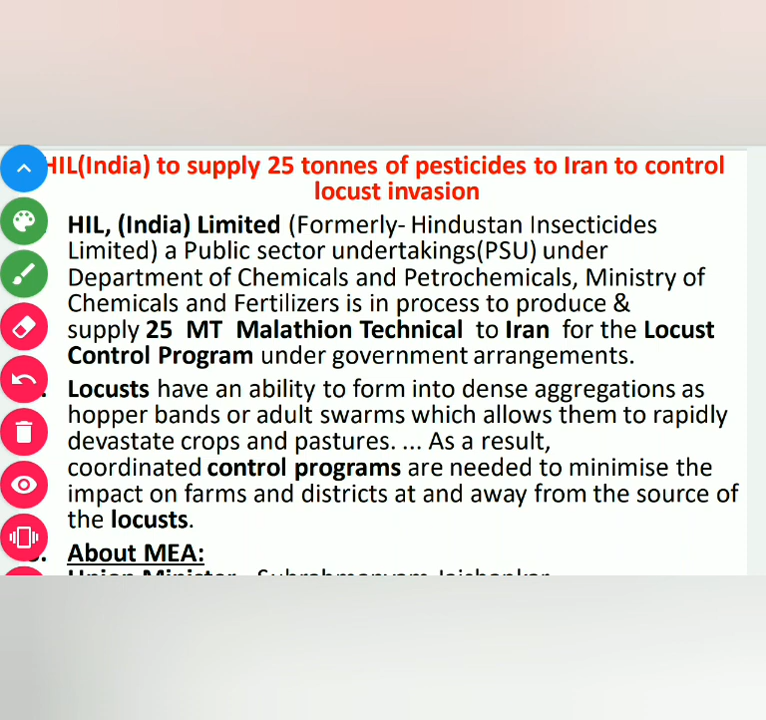 HIL(India) to supply 25 tonnes of pesticides to Iran to control
locust invasion
HIL, (India) Limited (Formerly- Hindustan Insecticides
Limited) a Public sector undertakings(PSU) under
Department of Chemicals and Petrochemicals, Ministry of
Chemicals and Fertilizers is in process to produce &
supply 25 MT Malathion Technical to Iran for the Locust
Control Program under government arrangements.
Locusts have an ability to form into dense aggregations as
hopper bands or adult swarms which allows them to rapidly
devastate crops and pastures. ... As a result,
coordinated control programs are needed to minimise the
impact on farms and districts at and away from the source of
the locusts.
About MEA:
Union Minister - Subrahmanyam Jaishankar